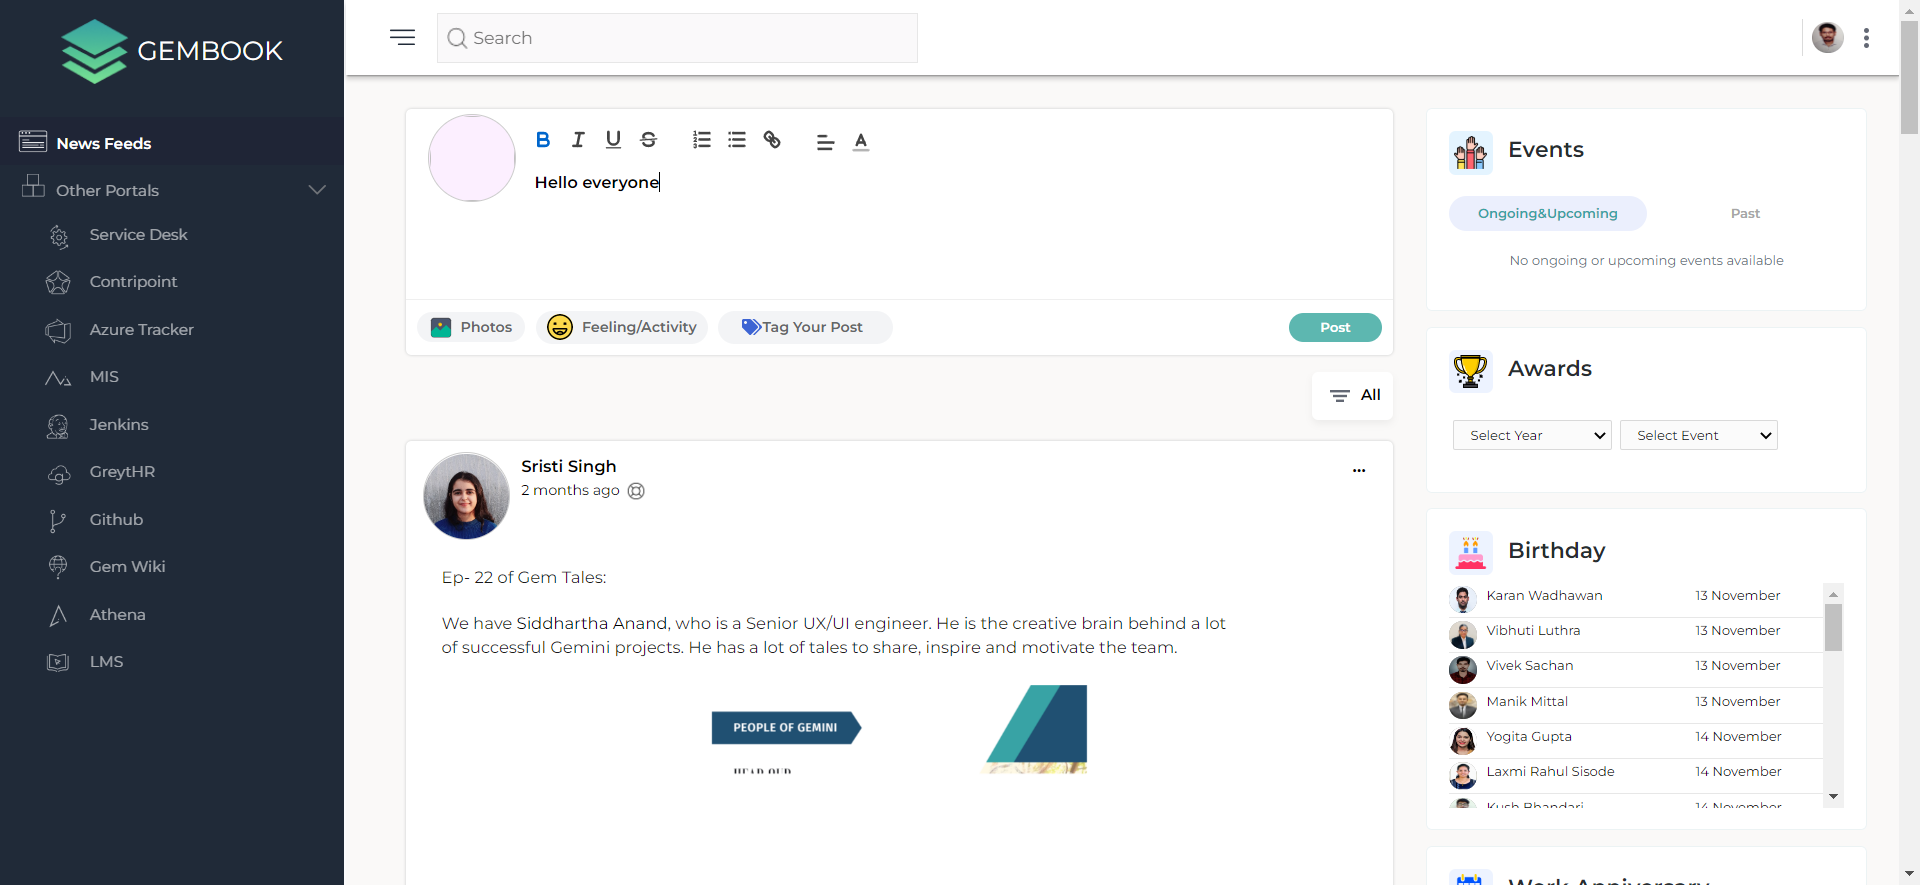 GEMBOOK
News Feeds
Other Portals
Service Desk
Contripoint
Azure Tracker
MIS
Jenkins
GreytHR
Github
Gem Wiki
Athena
LMS
Search
B I U S A
Hello everyone
Photos Feeling/Activity Tag Your Post Post
All
Sristi Singh
2 months ago
Ep- 22 of Gem Tales:
We have Siddhartha Anand, who is a Senior UX/UI engineer. He is the creative brain behind a lot
of successful Gemini projects. He has a lot of tales to share, inspire and motivate the team.
PEOPLE OF GEMINI
HEAR OUR
Events
Ongoing&Upcoming Past
No ongoing or upcoming events available
Awards
Select Year Select Event
Birthday
Karan Wadhawan 13 November
Vibhuti Luthra 13 November
Vivek Sachan 13 November
Manik Mittal 13 November
Yogita Gupta 14 November
Laxmi Rahul Sisode 14 November
Kush Bhandari 14 November
Work Anniversary